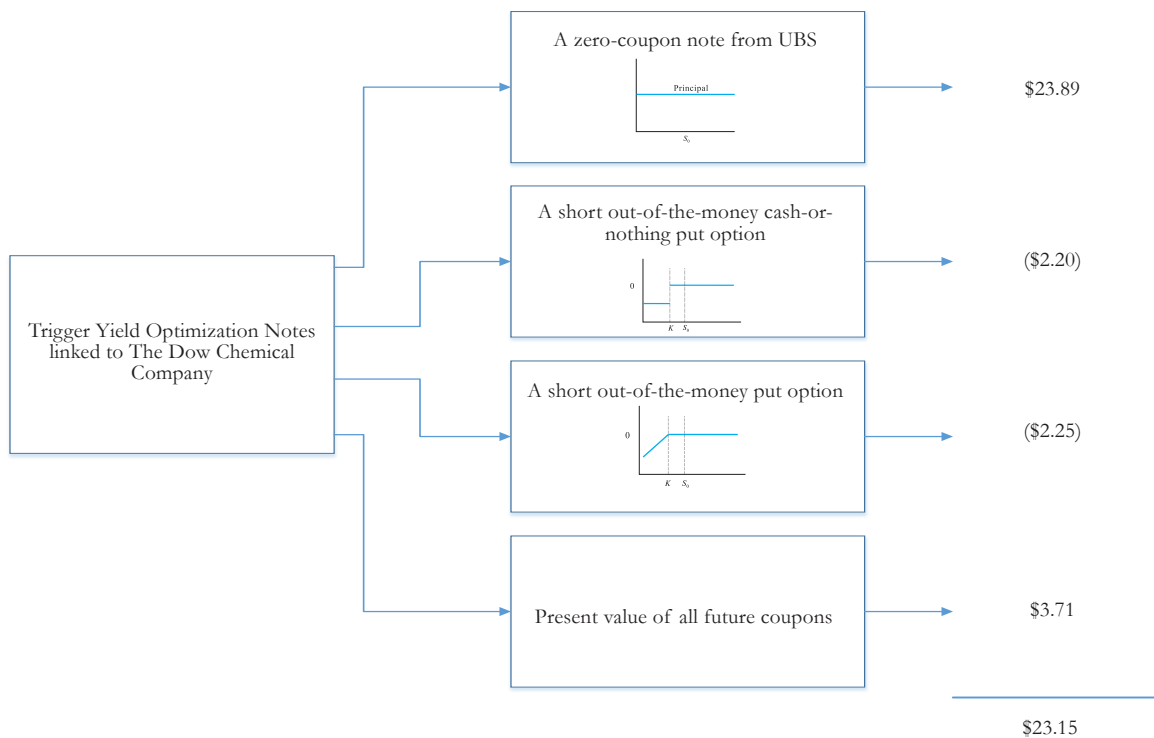 A zero-coupon note from UBS
Principal
S₀
$23.89
A short out-of-the-money cash-or-
nothing put option
0
K
S₀
($2.20)
Trigger Yield Optimization Notes
linked to The Dow Chemical
Company
A short out-of-the-money put option
0
K
S₀
($2.25)
Present value of all future coupons
$3.71
$23.15